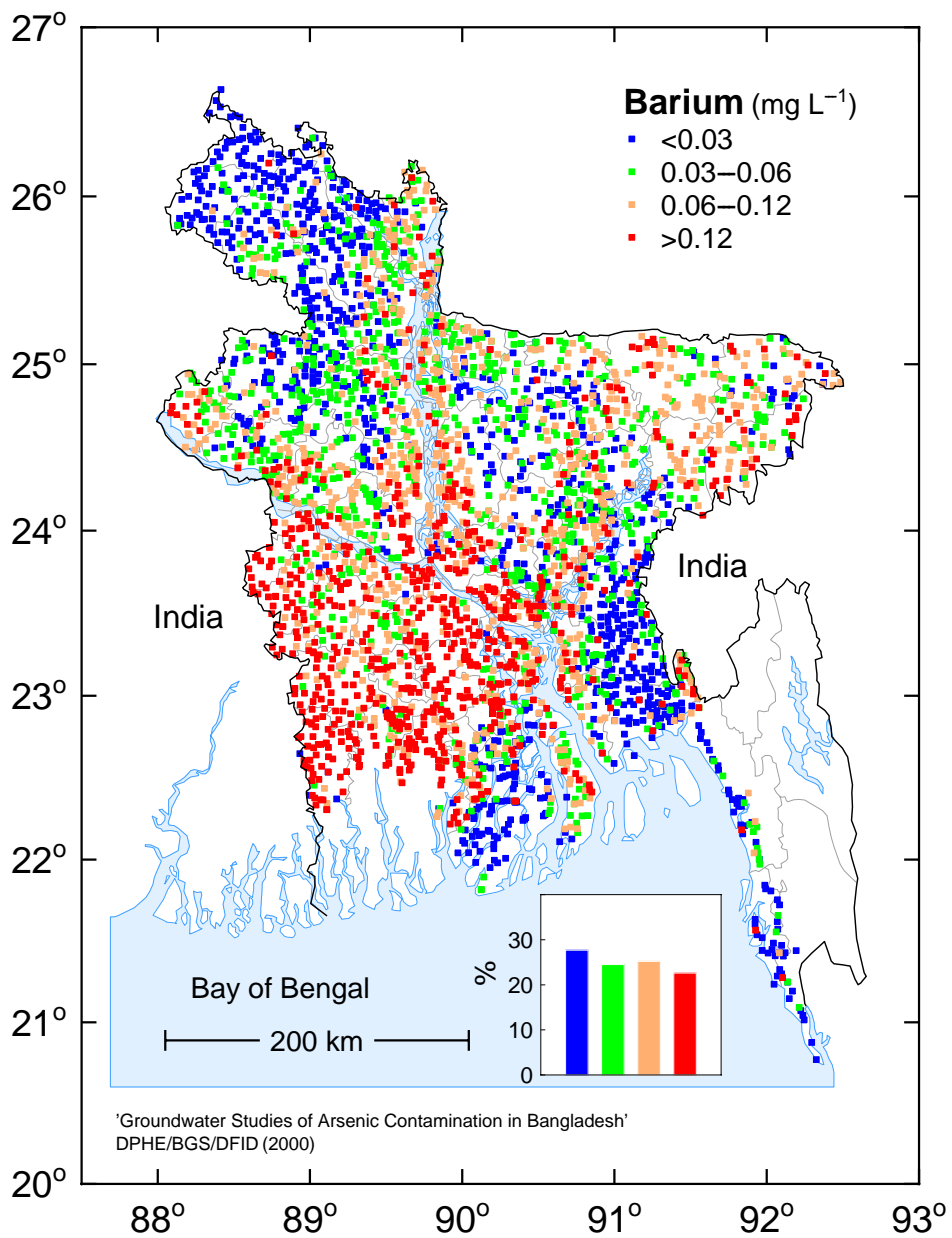 27°
26°
25°
24°
23°
22°
21°
20°
Barium (mg L⁻¹)
<0.03
0.03–0.06
0.06–0.12
>0.12
India
India
Bay of Bengal
200 km
%
30
20
10
0
'Groundwater Studies of Arsenic Contamination in Bangladesh'
DPHE/BGS/DFID (2000)
88° 89° 90° 91° 92° 93°